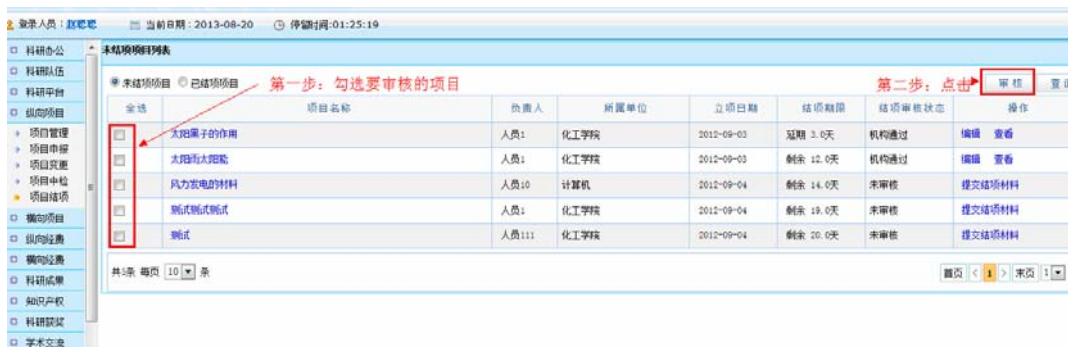 登录人员：赵聪聪 当前日期：2013-08-20 停留时间:01:25:19
科研办公
科研队伍
科研平台
纵向项目
项目管理
项目申报
项目变更
项目中检
项目结项
横向项目
纵向经费
横向经费
科研成果
知识产权
科研获奖
学术交流
未结项项目列表
未结项项目 已结项项目 第一步：勾选要审核的项目 第二步：点击 审核
全选 项目名称 负责人 所属单位 立项日期 结项期限 结项审核状态 操作
太阳黑子的作用 人员1 化工学院 2012-09-03 延期 3.0天 机构通过 编辑 查看
太阳雨太阳能 人员1 化工学院 2012-09-03 剩余 12.0天 机构通过 编辑 查看
风力发电的材料 人员10 计算机 2012-09-04 剩余 14.0天 未审核 提交结项材料
测试测试测试 人员1 化工学院 2012-09-04 剩余 19.0天 未审核 提交结项材料
测试 人员111 化工学院 2012-09-04 剩余 20.0天 未审核 提交结项材料
共5条 每页 10 条 首页 < 1 > 末页 1